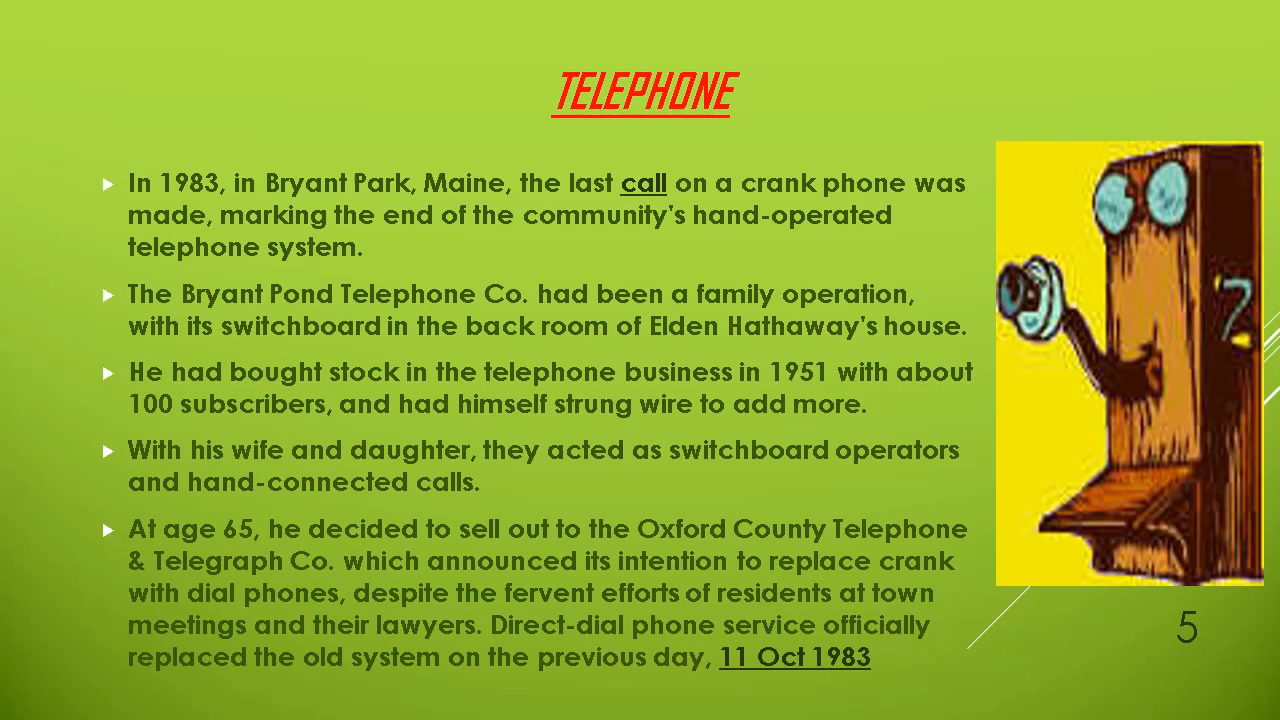 TELEPHONE
In 1983, in Bryant Park, Maine, the last call on a crank phone was
made, marking the end of the community's hand-operated
telephone system.
The Bryant Pond Telephone Co. had been a family operation,
with its switchboard in the back room of Elden Hathaway's house.
He had bought stock in the telephone business in 1951 with about
100 subscribers, and had himself strung wire to add more.
With his wife and daughter, they acted as switchboard operators
and hand-connected calls.
At age 65, he decided to sell out to the Oxford County Telephone
& Telegraph Co. which announced its intention to replace crank
with dial phones, despite the fervent efforts of residents at town
meetings and their lawyers. Direct-dial phone service officially
replaced the old system on the previous day, 11 Oct 1983
5